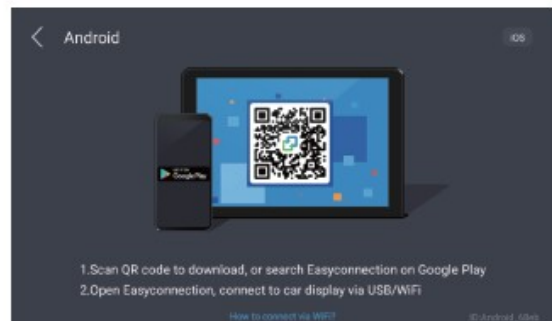 Android
iOS
Google Play
1.Scan QR code to download, or search Easyconnection on Google Play
2.Open Easyconnection, connect to car display via USB/WiFi
How to connect via WiFi?